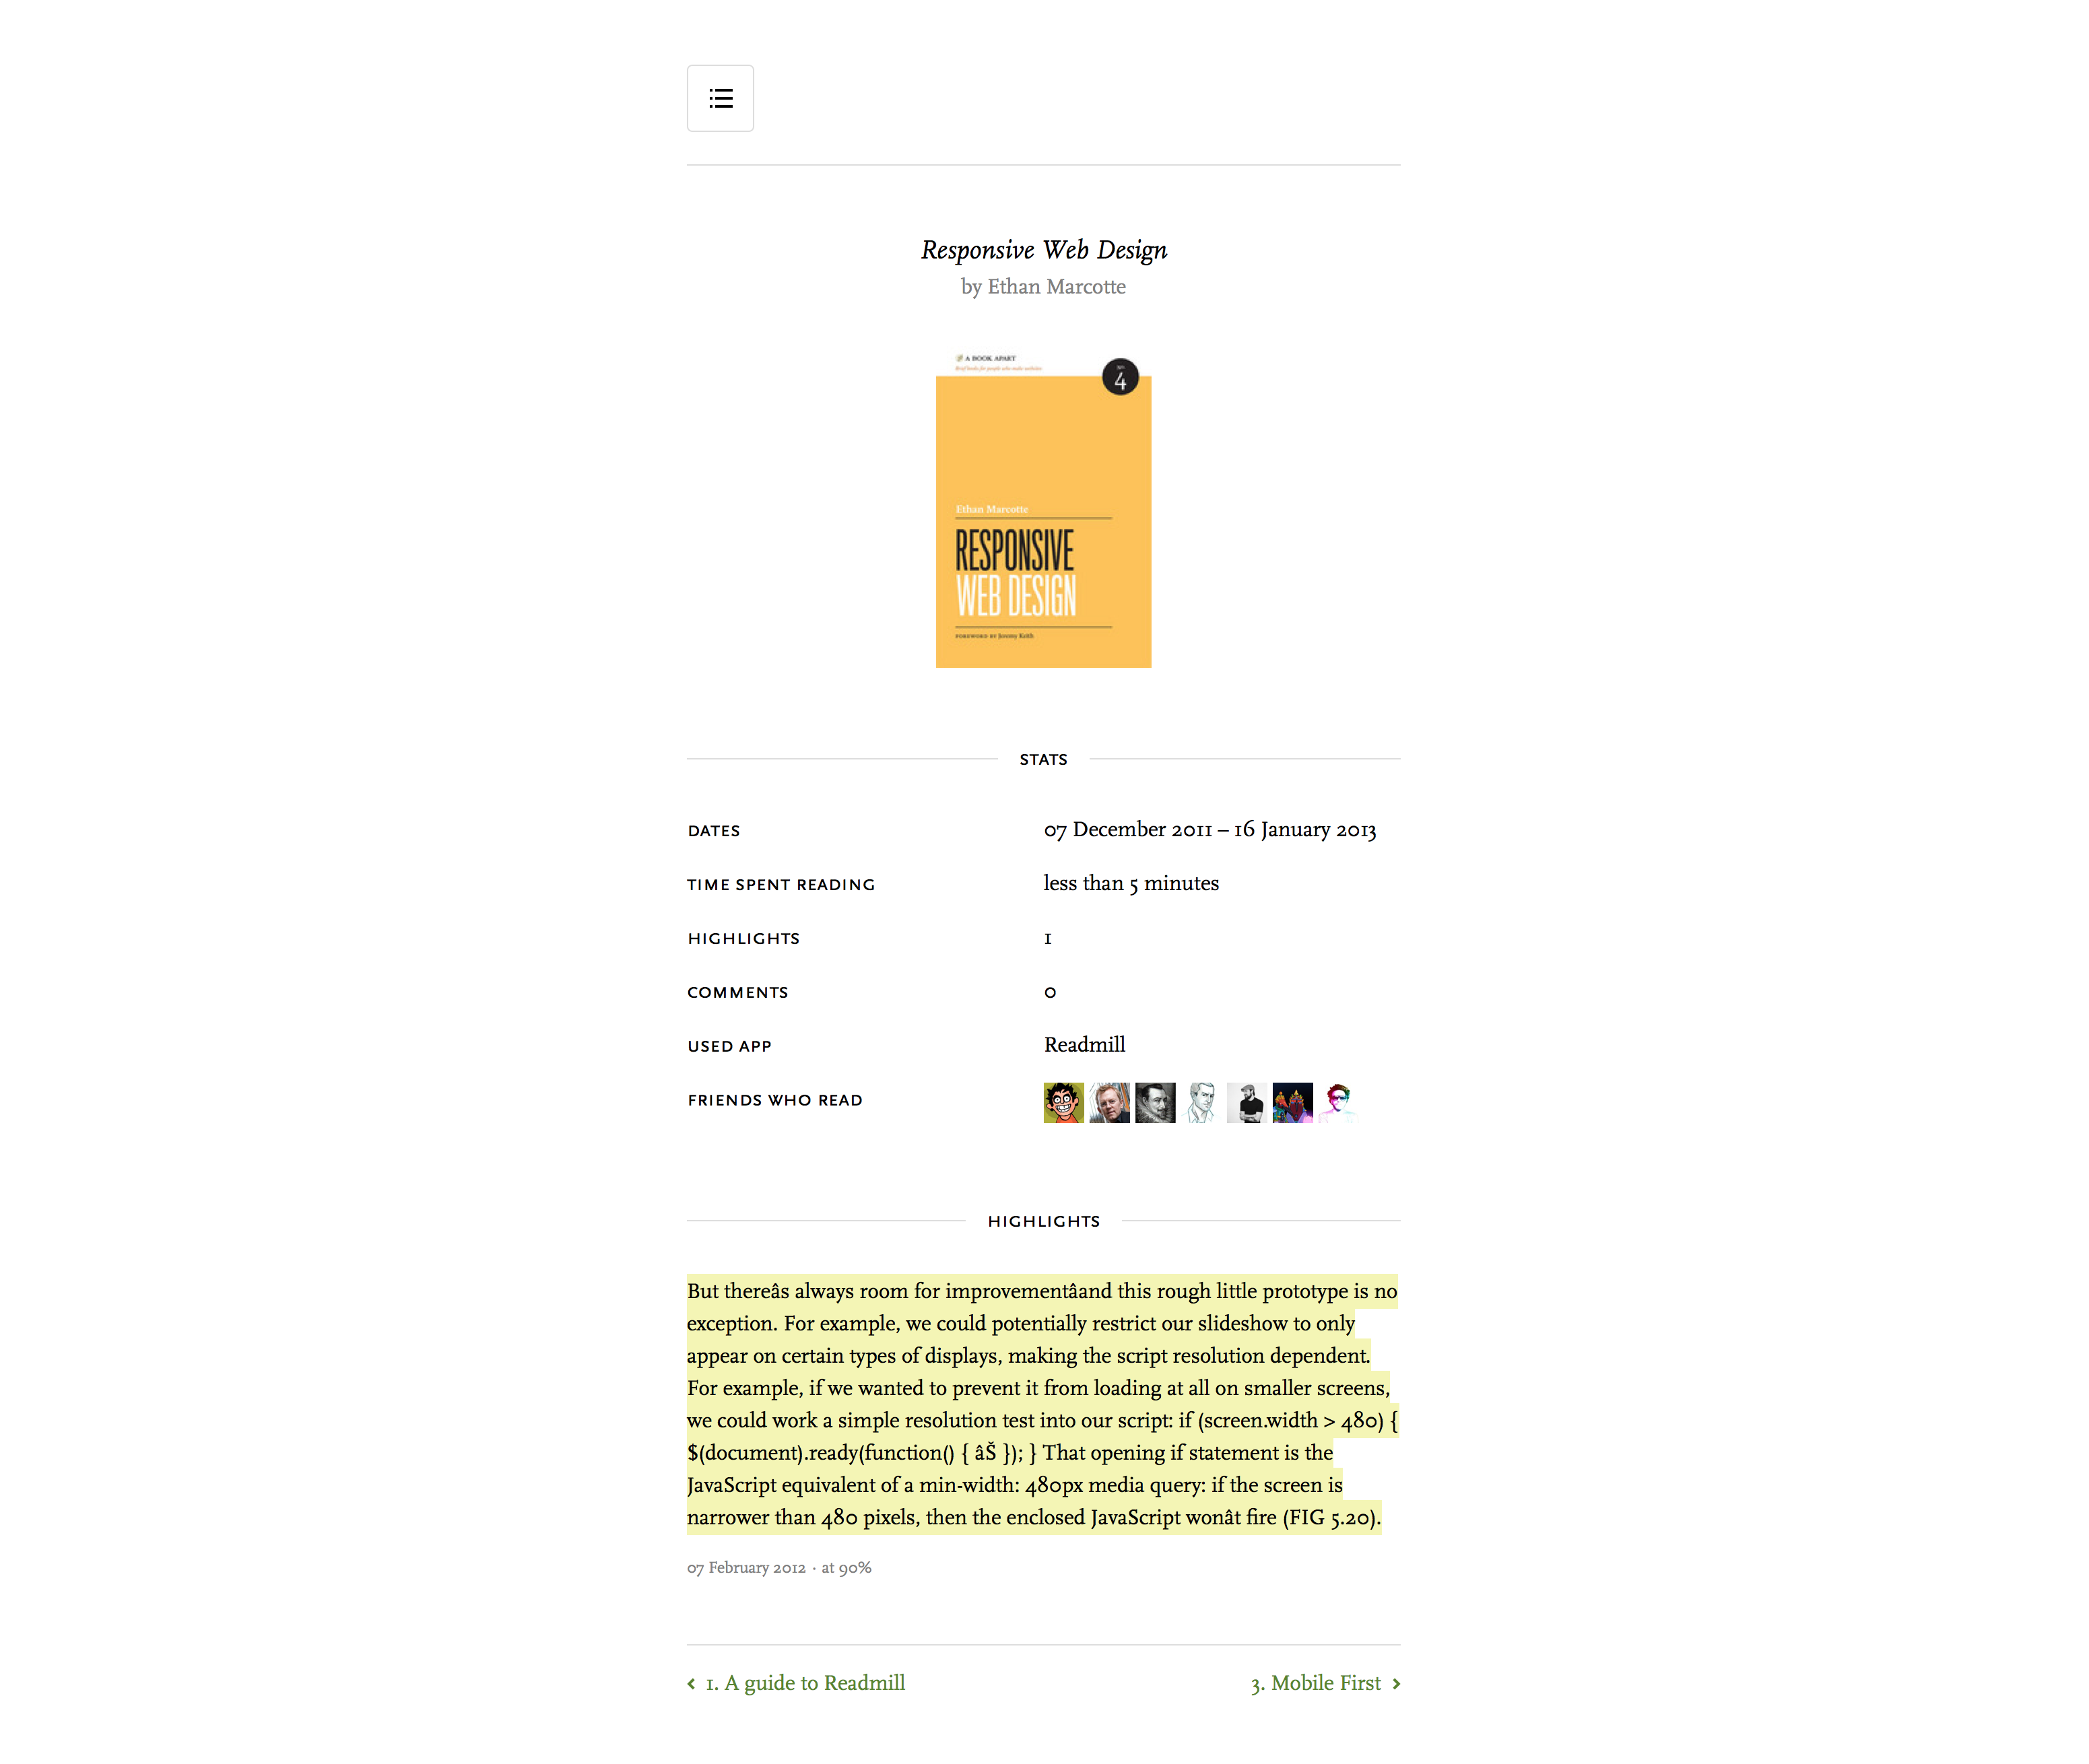 Responsive Web Design
by Ethan Marcotte
A BOOK APART
Brief books for people who make websites
No.
4
Ethan Marcotte
RESPONSIVE
WEB DESIGN
FOREWORD BY Jeremy Keith
STATS
DATES
07 December 2011 – 16 January 2013
TIME SPENT READING
less than 5 minutes
HIGHLIGHTS
1
COMMENTS
0
USED APP
Readmill
FRIENDS WHO READ
HIGHLIGHTS
But thereâs always room for improvementâand this rough little prototype is no
exception. For example, we could potentially restrict our slideshow to only
appear on certain types of displays, making the script resolution dependent.
For example, if we wanted to prevent it from loading at all on smaller screens,
we could work a simple resolution test into our script: if (screen.width > 480) {
$(document).ready(function() { âŠ }); } That opening if statement is the
JavaScript equivalent of a min-width: 480px media query: if the screen is
narrower than 480 pixels, then the enclosed JavaScript wonât fire (FIG 5.20).
07 February 2012 · at 90%
1. A guide to Readmill
3. Mobile First